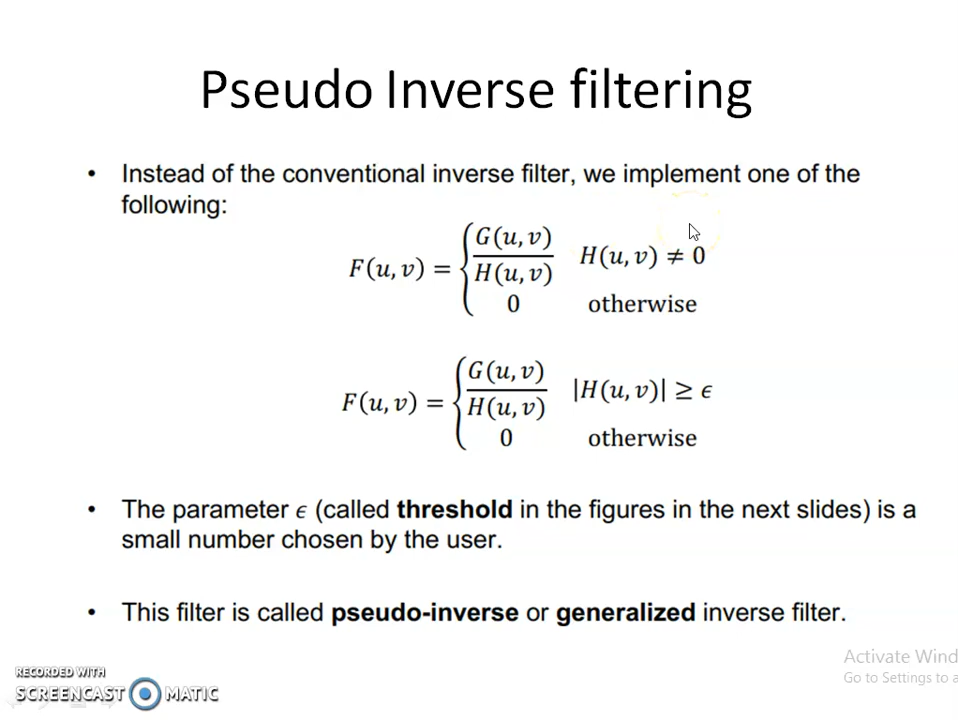 Pseudo Inverse filtering
• Instead of the conventional inverse filter, we implement one of the
following:
F(u, v) = { G(u, v) / H(u, v)   H(u, v) ≠ 0
0   otherwise
F(u, v) = { G(u, v) / H(u, v)   |H(u, v)| ≥ ϵ
0   otherwise
• The parameter ϵ (called threshold in the figures in the next slides) is a
small number chosen by the user.
• This filter is called pseudo-inverse or generalized inverse filter.
Activate Wind
Go to Settings to a
RECORDED WITH
SCREENCAST MATIC